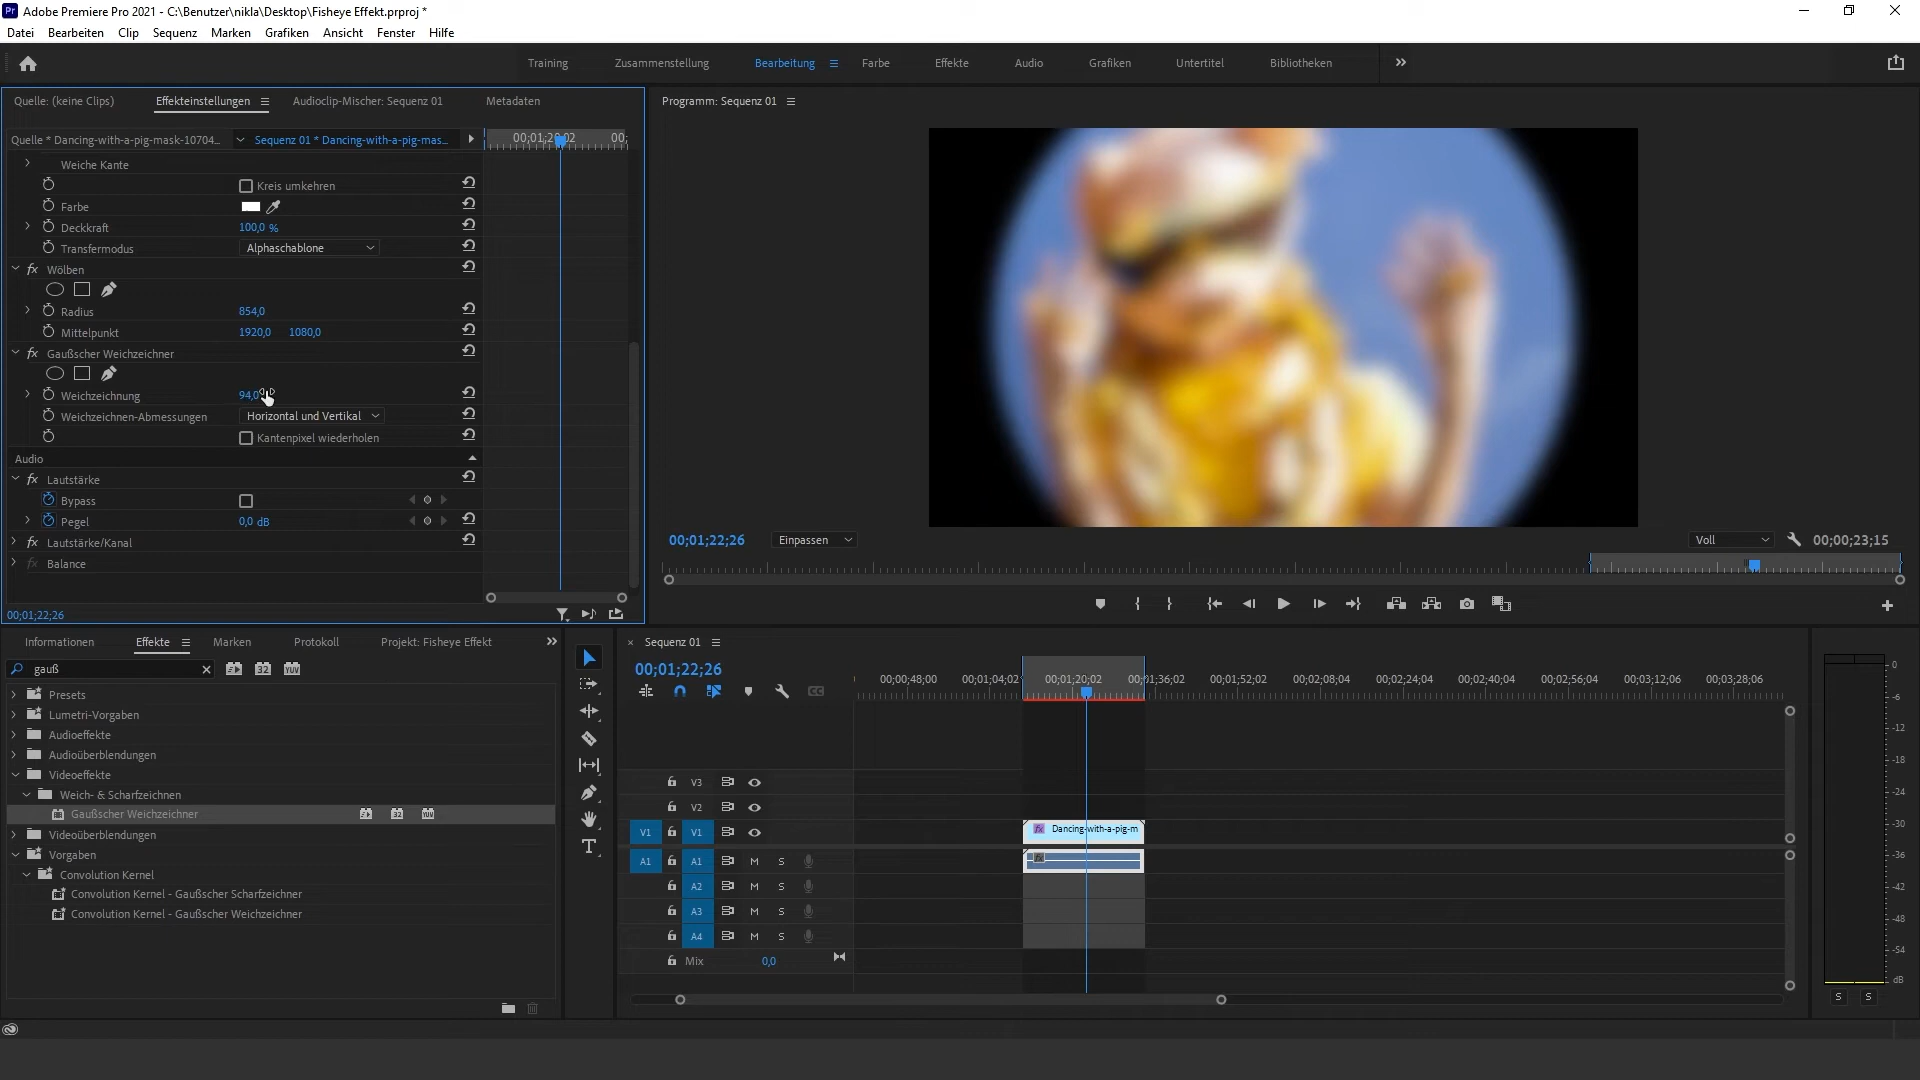 Adobe Premiere Pro 2021 - C:\Benutzer\nikla\Desktop\Fisheye Effekt.prproj *
Datei Bearbeiten Clip Sequenz Marken Grafiken Ansicht Fenster Hilfe
Training Zusammenstellung Bearbeitung Farbe Effekte Audio Grafiken Untertitel Bibliotheken
Quelle: (keine Clips) Effekteinstellungen Audioclip-Mischer: Sequenz 01 Metadaten
Programm: Sequenz 01
Quelle * Dancing-with-a-pig-mask-10704... Sequenz 01 * Dancing-with-a-pig-mas... 00;01;20;02 00;
Weiche Kante
Kreis umkehren
Farbe
Deckkraft 100,0 %
Transfermodus Alphaschablone
fx Wölben
Radius 854,0
Mittelpunkt 1920,0 1080,0
fx Gaußscher Weichzeichner
Weichzeichnung 94,0
Weichzeichnen-Abmessungen Horizontal und Vertikal
Kantenpixel wiederholen
Audio
fx Lautstärke
Bypass
Pegel 0,0 dB
fx Lautstärke/Kanal
fx Balance
00;01;22;26
00;01;22;26 Einpassen Voll 00;00;23;15
Informationen Effekte Marken Protokoll Projekt: Fisheye Effekt
gauß 32 YUV
Presets
Lumetri-Vorgaben
Audioeffekte
Audioüberblendungen
Videoeffekte
Weich- & Scharfzeichnen
Gaußscher Weichzeichner 32 YUV
Videoüberblendungen
Vorgaben
Convolution Kernel
Convolution Kernel - Gaußscher Scharfzeichner
Convolution Kernel - Gaußscher Weichzeichner
× Sequenz 01
00;01;22;26
00;00;48;00 00;01;04;02 00;01;20;02 00;01;36;02 00;01;52;02 00;02;08;04 00;02;24;04 00;02;40;04 00;02;56;04 00;03;12;06 00;03;28;06
V3
V2
V1 V1 fx Dancing-with-a-pig-m
A1 A1 M S fx
A2 M S
A3 M S
A4 M S
Mix 0,0
0
-6
-12
-18
-24
-30
-36
-42
-48
-54
dB
S S